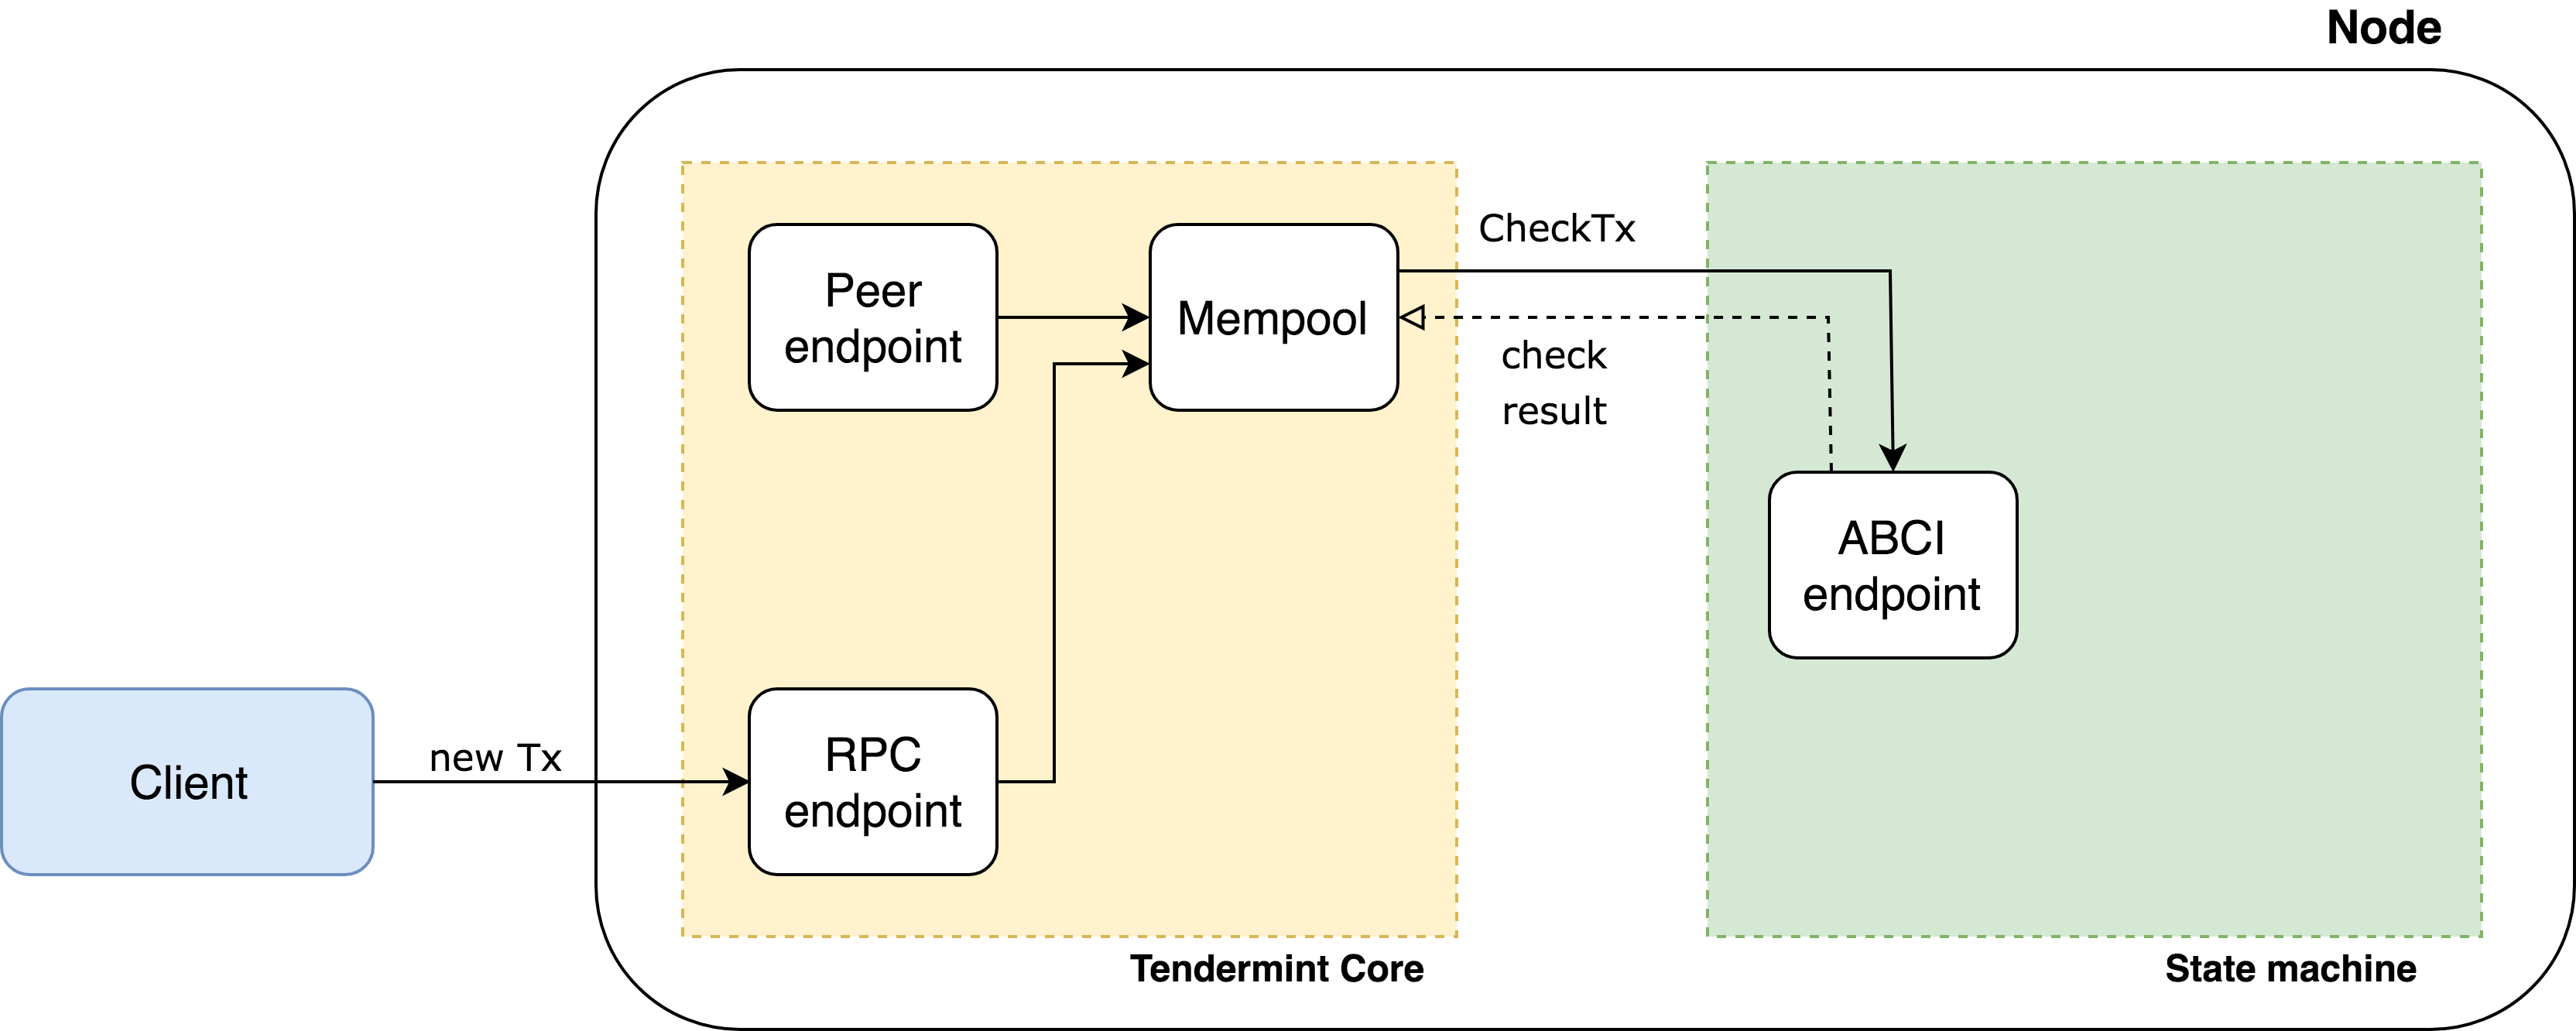 Node
Peer
endpoint
Mempool
CheckTx
check
result
ABCI
endpoint
Client
new Tx
RPC
endpoint
Tendermint Core
State machine